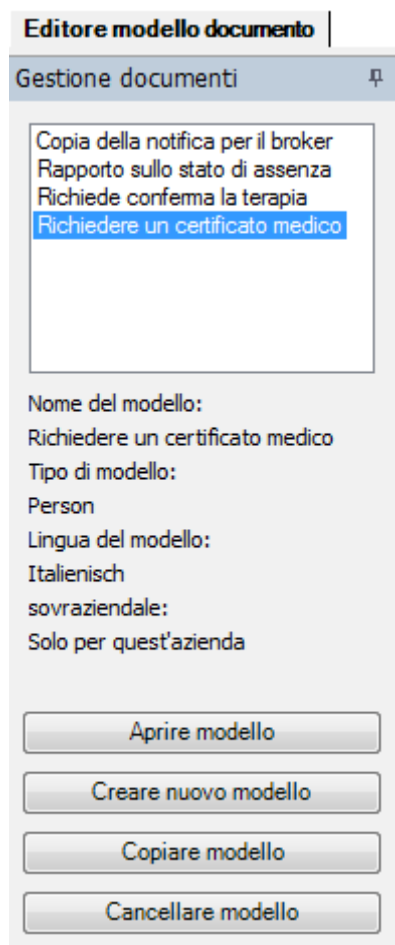 Editore modello documento
Gestione documenti
Copia della notifica per il broker
Rapporto sullo stato di assenza
Richiede conferma la terapia
Richiedere un certificato medico
Nome del modello:
Richiedere un certificato medico
Tipo di modello:
Person
Lingua del modello:
Italienisch
sovraziendale:
Solo per quest'azienda
Aprire modello
Creare nuovo modello
Copiare modello
Cancellare modello